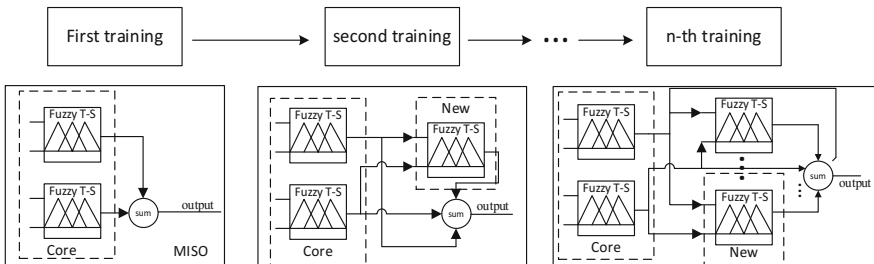 First training
second training
...
n-th training
Fuzzy T-S
Fuzzy T-S
sum
output
Core
MISO
Fuzzy T-S
Fuzzy T-S
New
Fuzzy T-S
sum
output
Core
Fuzzy T-S
Fuzzy T-S
Fuzzy T-S
sum
output
Fuzzy T-S
Core
New